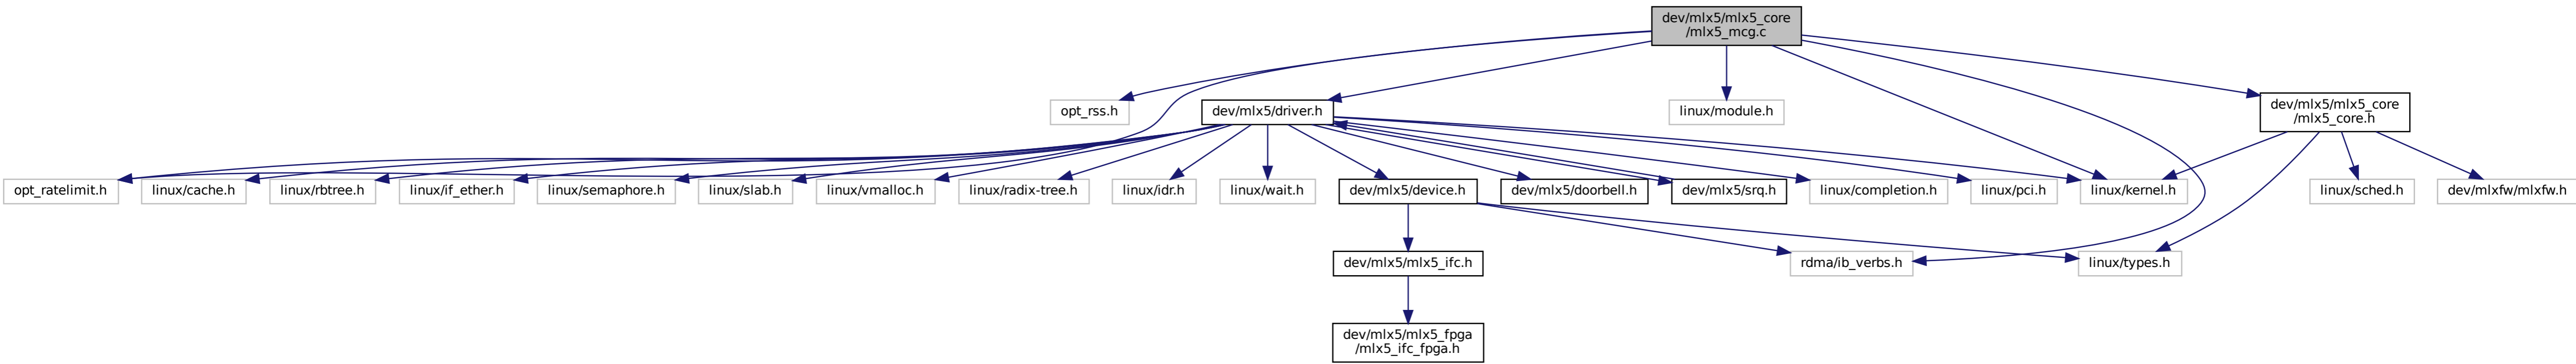 dev/mlx5/mlx5_core
/mlx5_mcg.c
opt_rss.h
dev/mlx5/driver.h
linux/module.h
dev/mlx5/mlx5_core
/mlx5_core.h
opt_ratelimit.h
linux/cache.h
linux/rbtree.h
linux/if_ether.h
linux/semaphore.h
linux/slab.h
linux/vmalloc.h
linux/radix-tree.h
linux/idr.h
linux/wait.h
dev/mlx5/device.h
dev/mlx5/doorbell.h
dev/mlx5/srq.h
linux/completion.h
linux/pci.h
linux/kernel.h
linux/sched.h
dev/mlxfw/mlxfw.h
dev/mlx5/mlx5_ifc.h
rdma/ib_verbs.h
linux/types.h
dev/mlx5/mlx5_fpga
/mlx5_ifc_fpga.h